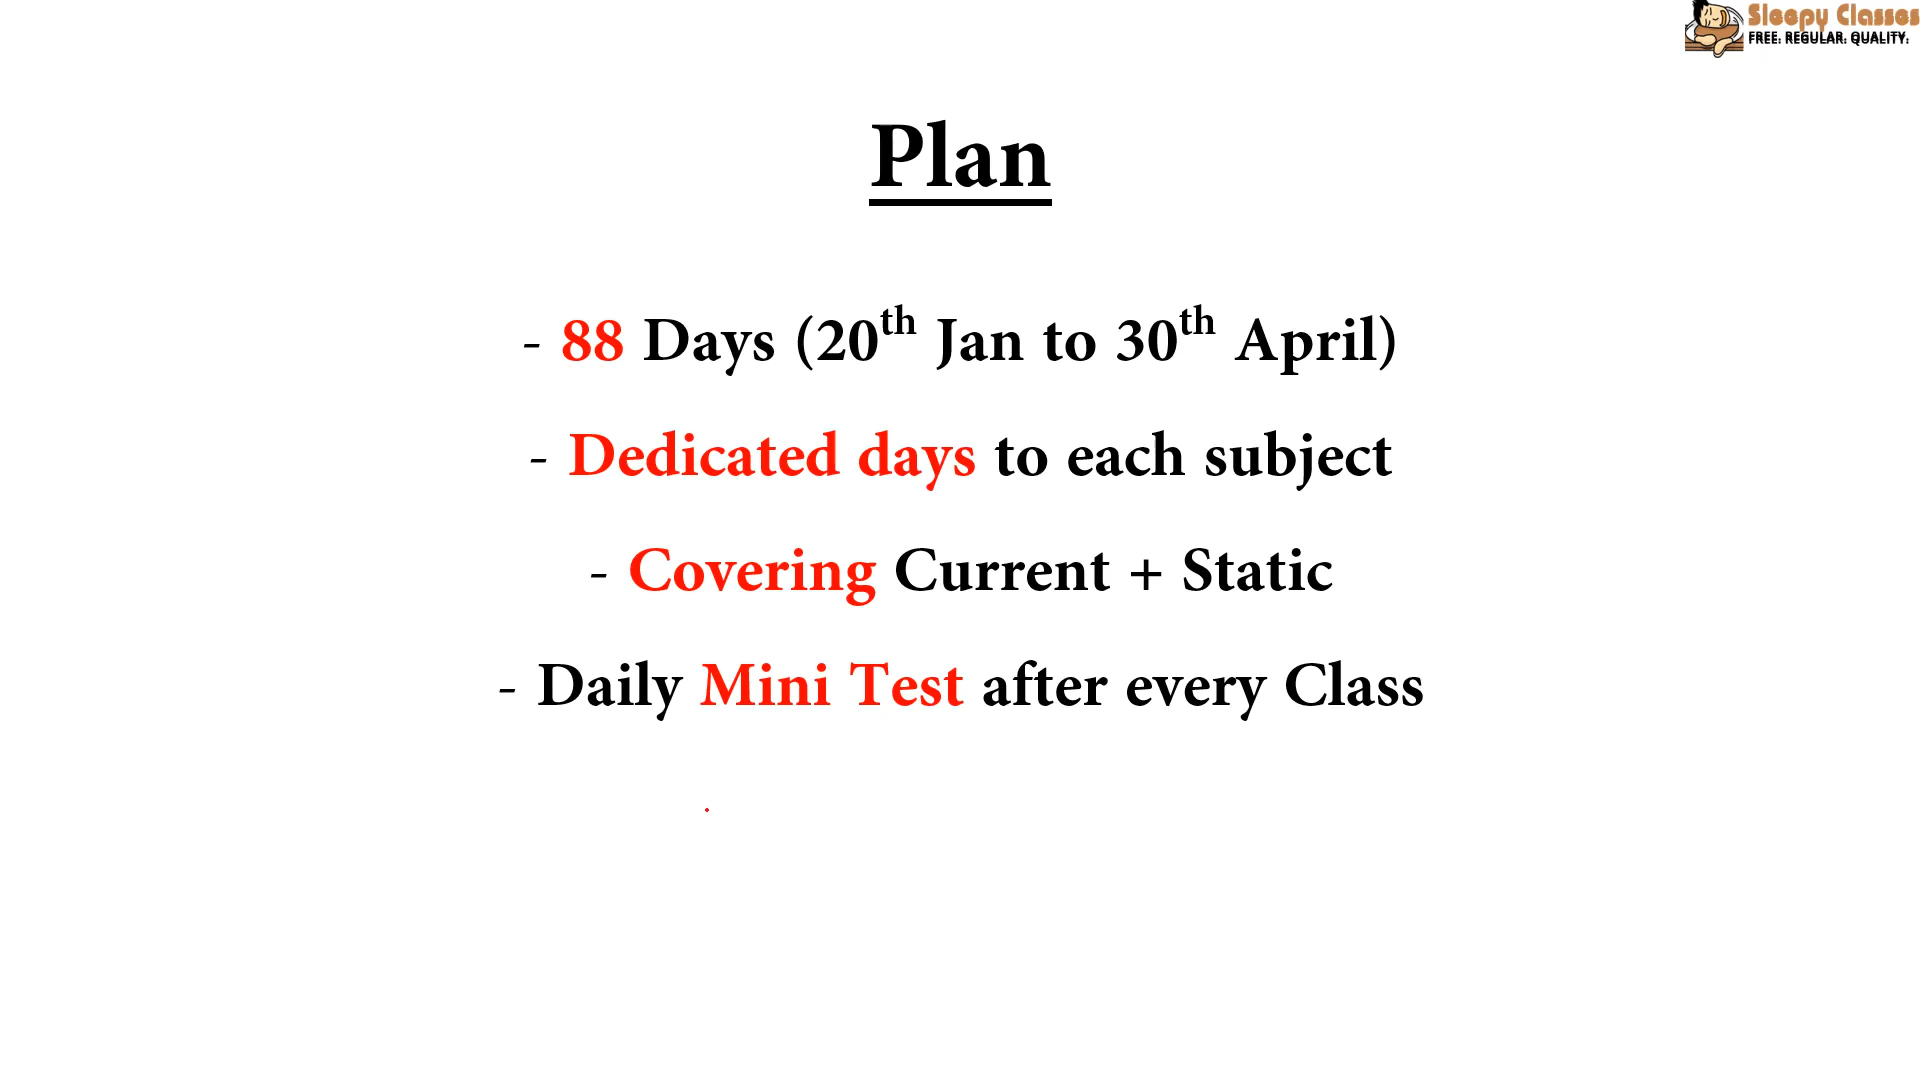 Sleepy Classes
FREE. REGULAR. QUALITY.
Plan
- 88 Days (20th Jan to 30th April)
- Dedicated days to each subject
- Covering Current + Static
- Daily Mini Test after every Class